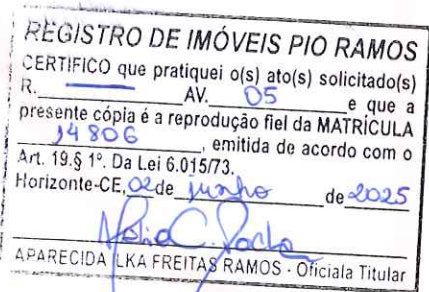 REGISTRO DE IMÓVEIS PIO RAMOS
CERTIFICO que pratiquei o(s) ato(s) solicitado(s)
R. AV. 05 e que a
presente cópia é a reprodução fiel da MATRÍCULA
14806, emitida de acordo com o
Art. 19.§ 1º. Da Lei 6.015/73.
Horizonte-CE, 02 de junho de 2025
APARECIDA ILKA FREITAS RAMOS - Oficiala Titular